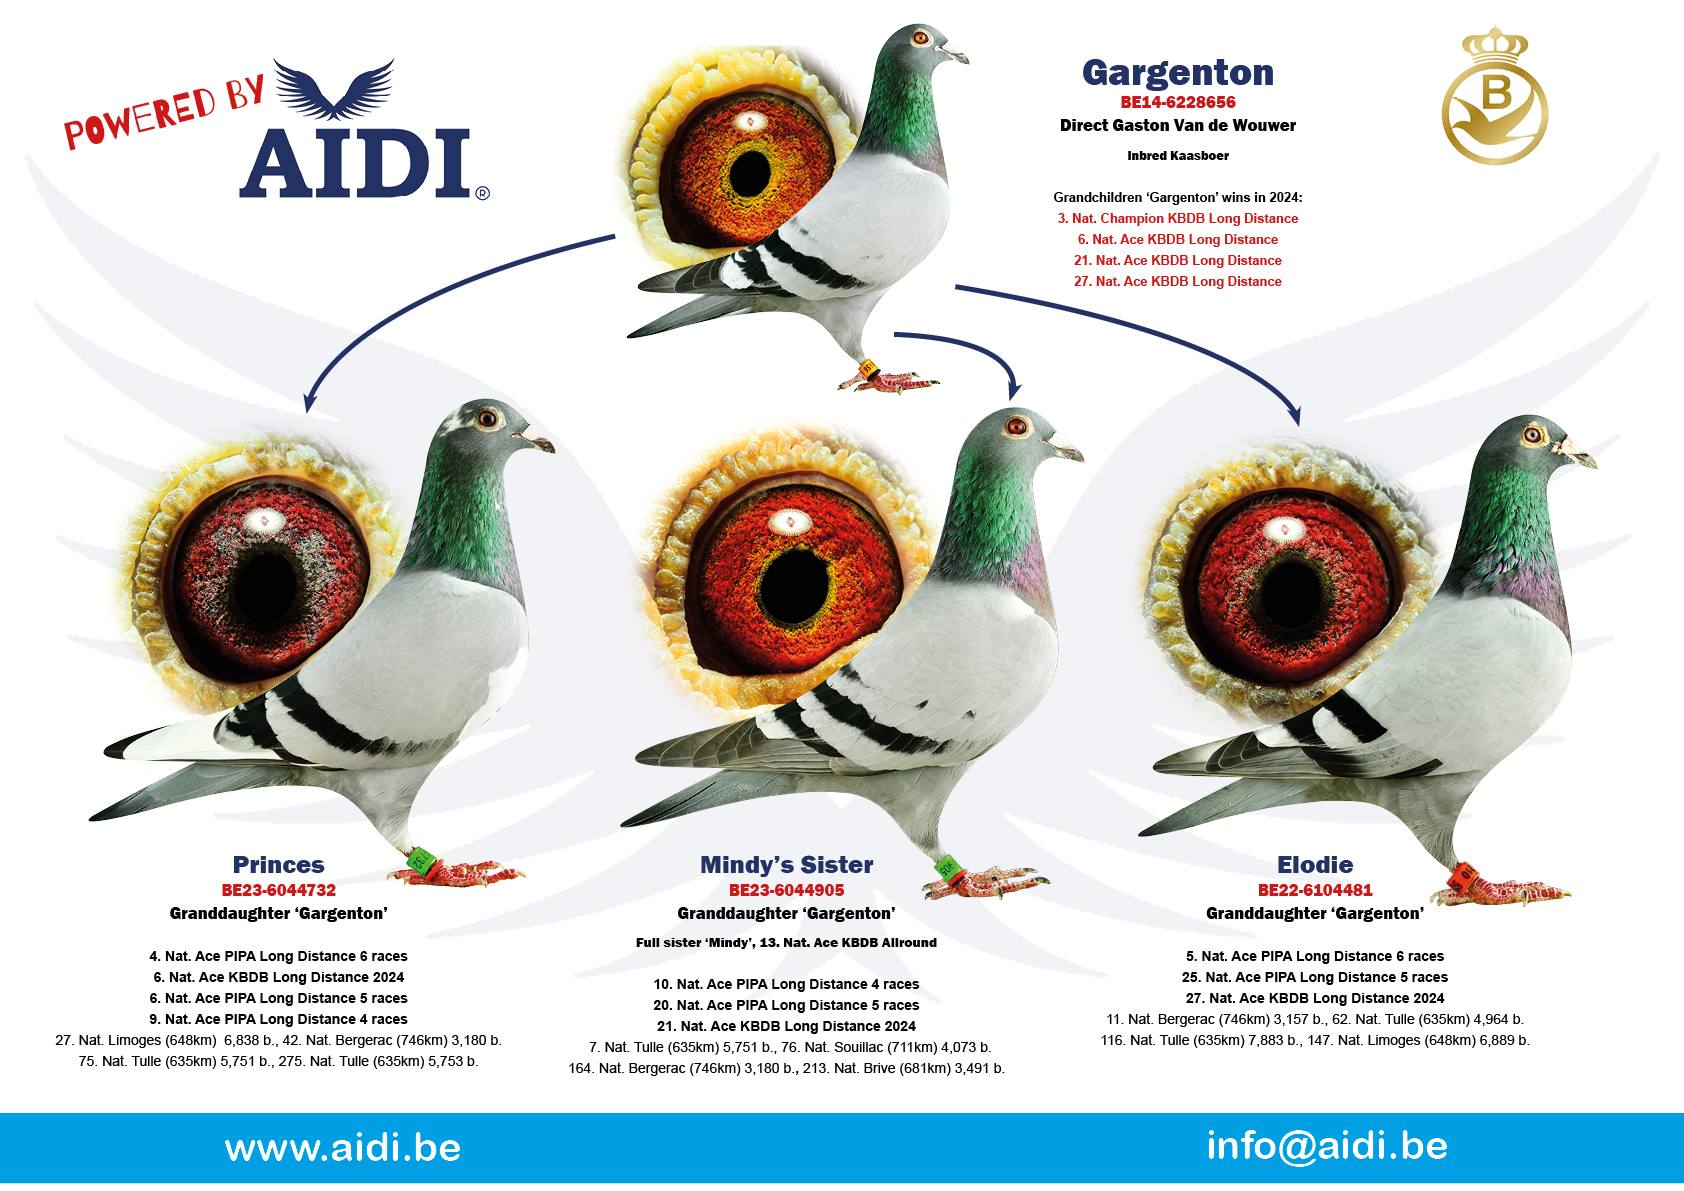 POWERED BY
AIDI®
Gargenton
BE14-6228656
Direct Gaston Van de Wouwer
Inbred Kaasboer
Grandchildren ‘Gargenton’ wins in 2024:
3. Nat. Champion KBDB Long Distance
6. Nat. Ace KBDB Long Distance
21. Nat. Ace KBDB Long Distance
27. Nat. Ace KBDB Long Distance
B
Princes
BE23-6044732
Granddaughter ‘Gargenton’
4. Nat. Ace PIPA Long Distance 6 races
6. Nat. Ace KBDB Long Distance 2024
6. Nat. Ace PIPA Long Distance 5 races
9. Nat. Ace PIPA Long Distance 4 races
27. Nat. Limoges (648km) 6,838 b., 42. Nat. Bergerac (746km) 3,180 b.
75. Nat. Tulle (635km) 5,751 b., 275. Nat. Tulle (635km) 5,753 b.
732
Mindy’s Sister
BE23-6044905
Granddaughter ‘Gargenton’
Full sister ‘Mindy’, 13. Nat. Ace KBDB Allround
10. Nat. Ace PIPA Long Distance 4 races
20. Nat. Ace PIPA Long Distance 5 races
21. Nat. Ace KBDB Long Distance 2024
7. Nat. Tulle (635km) 5,751 b., 76. Nat. Souillac (711km) 4,073 b.
164. Nat. Bergerac (746km) 3,180 b., 213. Nat. Brive (681km) 3,491 b.
905
Elodie
BE22-6104481
Granddaughter ‘Gargenton’
5. Nat. Ace PIPA Long Distance 6 races
25. Nat. Ace PIPA Long Distance 5 races
27. Nat. Ace KBDB Long Distance 2024
11. Nat. Bergerac (746km) 3,157 b., 62. Nat. Tulle (635km) 4,964 b.
116. Nat. Tulle (635km) 7,883 b., 147. Nat. Limoges (648km) 6,889 b.
www.aidi.be
info@aidi.be